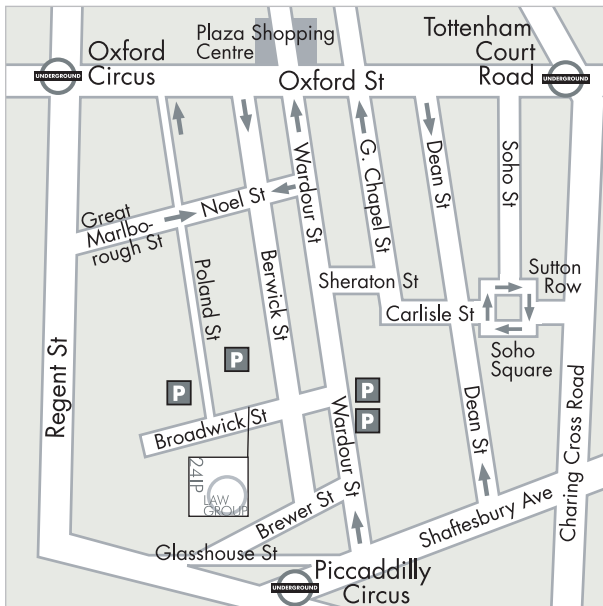 Plaza Shopping
Centre
Tottenham
Court
Road
UNDERGROUND
Oxford
Circus
UNDERGROUND
Oxford St
Great
Marlbo-
rough St
Noel St
Wardour St
G. Chapel St
Dean St
Soho St
Poland St
Berwick St
Sheraton St
Carlisle St
Sutton
Row
Soho
Square
Regent St
P
P
P
P
Broadwick St
Wardour St
Dean St
Charing Cross Road
24IP
LAW
GROUP
Brewer St
Shaftesbury Ave
Glasshouse St
Piccaddilly
Circus
UNDERGROUND